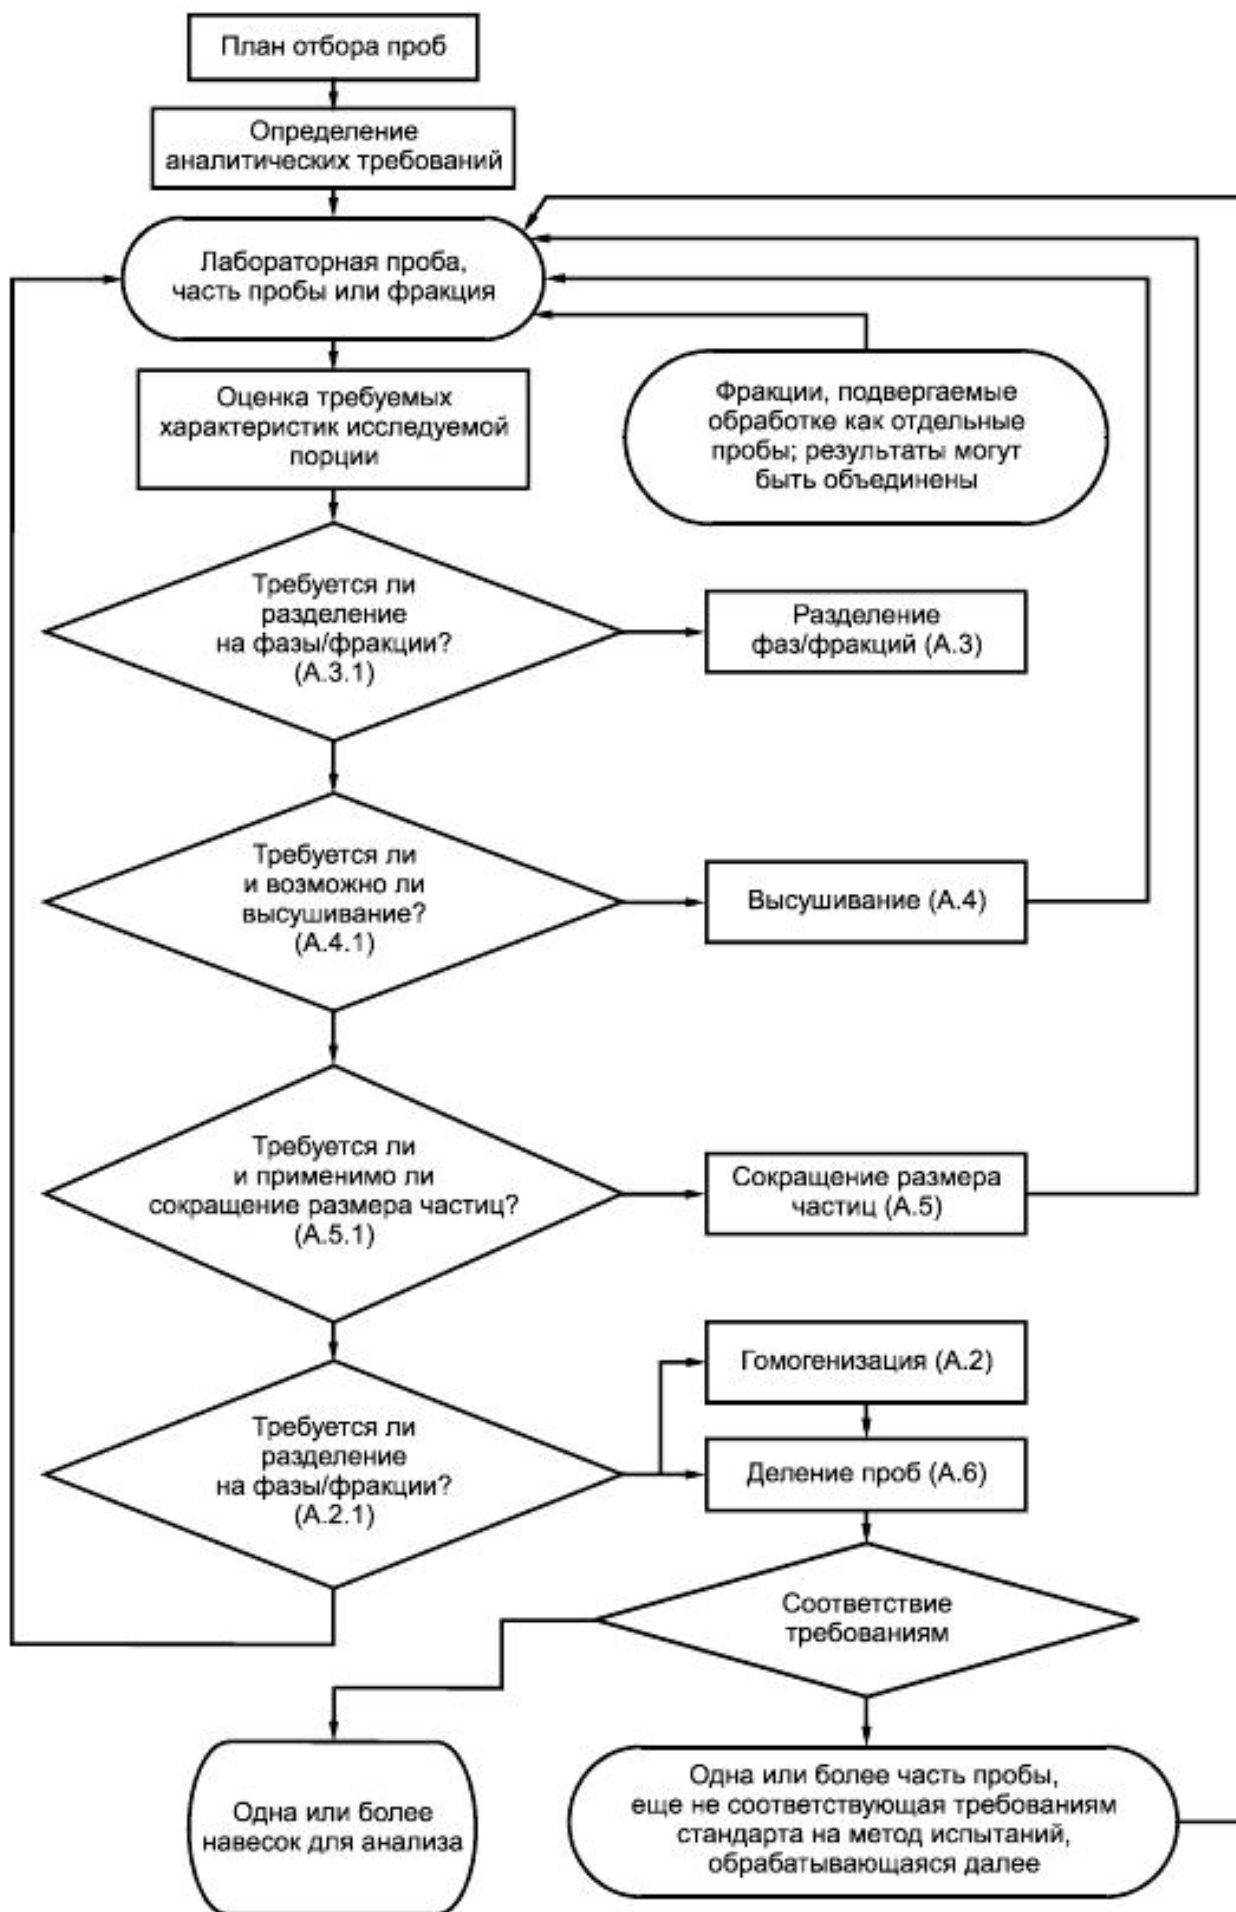 План отбора проб
Определение
аналитических требований
Лабораторная проба,
часть пробы или фракция
Оценка требуемых
характеристик исследуемой
порции
Фракции, подвергаемые
обработке как отдельные
пробы; результаты могут
быть объединены
Требуется ли
разделение
на фазы/фракции?
(А.3.1)
Разделение
фаз/фракций (А.3)
Требуется ли
и возможно ли
высушивание?
(А.4.1)
Высушивание (А.4)
Требуется ли
и применимо ли
сокращение размера частиц?
(А.5.1)
Сокращение размера
частиц (А.5)
Требуется ли
разделение
на фазы/фракции?
(А.2.1)
Гомогенизация (А.2)
Деление проб (А.6)
Соответствие
требованиям
Одна или более
навесок для анализа
Одна или более часть пробы,
еще не соответствующая требованиям
стандарта на метод испытаний,
обрабатывающаяся далее